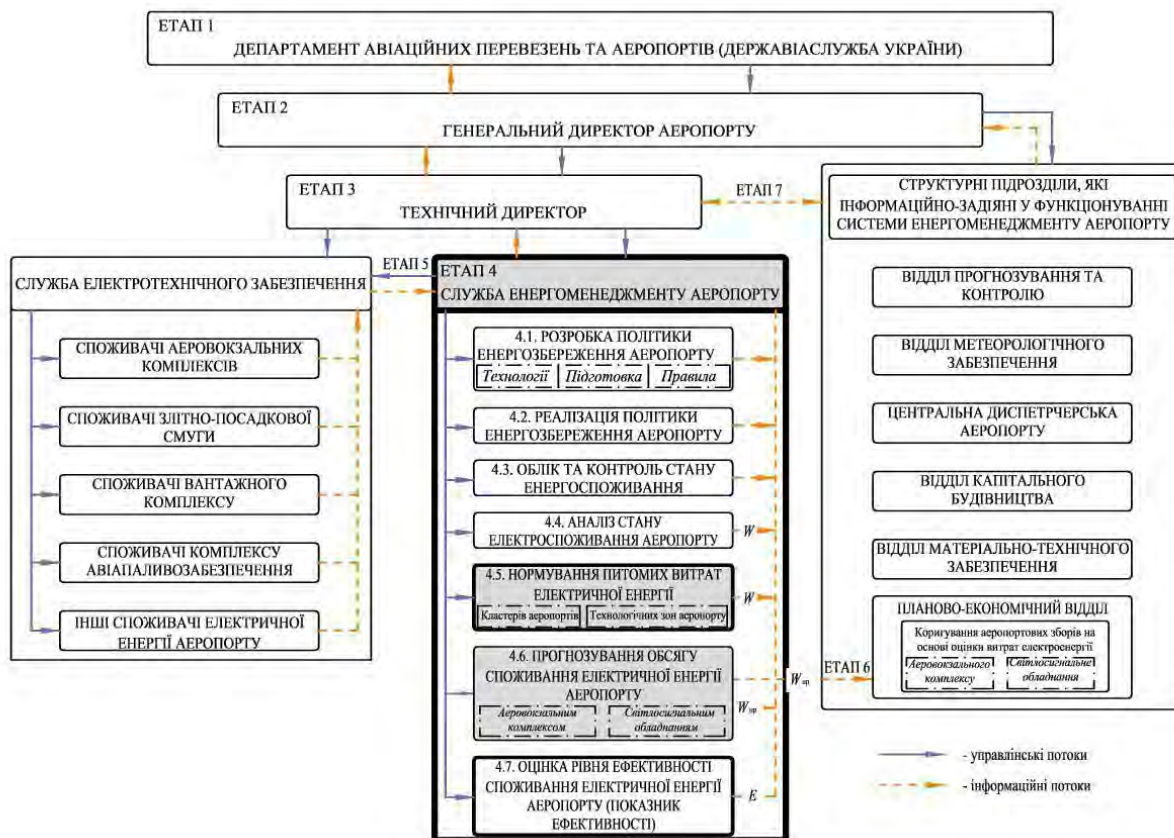 ЕТАП 1
ДЕПАРТАМЕНТ АВІАЦІЙНИХ ПЕРЕВЕЗЕНЬ ТА АЕРОПОРТІВ (ДЕРЖАВІАСЛУЖБА УКРАЇНИ)
ЕТАП 2
ГЕНЕРАЛЬНИЙ ДИРЕКТОР АЕРОПОРТУ
ЕТАП 3
ТЕХНІЧНИЙ ДИРЕКТОР
ЕТАП 7
СТРУКТУРНІ ПІДРОЗДІЛИ, ЯКІ
ІНФОРМАЦІЙНО-ЗАДІЯНІ У ФУНКЦІОНУВАННІ
СИСТЕМИ ЕНЕРГОМЕНЕДЖМЕНТУ АЕРОПОРТУ
СЛУЖБА ЕЛЕКТРОТЕХНІЧНОГО ЗАБЕЗПЕЧЕННЯ
ЕТАП 5
ЕТАП 4
СЛУЖБА ЕНЕРГОМЕНЕДЖМЕНТУ АЕРОПОРТУ
СПОЖИВАЧІ АЕРОВОКЗАЛЬНИХ
КОМПЛЕКСІВ
СПОЖИВАЧІ ЗЛІТНО-ПОСАДКОВОЇ
СМУГИ
СПОЖИВАЧІ ВАНТАЖНОГО
КОМПЛЕКСУ
СПОЖИВАЧІ КОМПЛЕКСУ
АВІАПАЛИВОЗАБЕЗПЕЧЕННЯ
ІНШІ СПОЖИВАЧІ ЕЛЕКТРИЧНОЇ
ЕНЕРГІЇ АЕРОПОРТУ
4.1. РОЗРОБКА ПОЛІТИКИ
ЕНЕРГОЗБЕРЕЖЕННЯ АЕРОПОРТУ
Технології Підготовка Правила
4.2. РЕАЛІЗАЦІЯ ПОЛІТИКИ
ЕНЕРГОЗБЕРЕЖЕННЯ АЕРОПОРТУ
4.3. ОБЛІК ТА КОНТРОЛЬ СТАНУ
ЕНЕРГОСПОЖИВАННЯ
4.4. АНАЛІЗ СТАНУ
ЕЛЕКТРОСПОЖИВАННЯ АЕРОПОРТУ
W
4.5. НОРМУВАННЯ ПИТОМИХ ВИТРАТ
ЕЛЕКТРИЧНОЇ ЕНЕРГІЇ
Кластерів аеропортів Технологічних зон аеропорту
W
4.6. ПРОГНОЗУВАННЯ ОБСЯГУ
СПОЖИВАННЯ ЕЛЕКТРИЧНОЇ ЕНЕРГІЇ
АЕРОПОРТУ
Аеровокзальним
комплексом
Світлосигнальним
обладнанням
Wпр
Wпр
ЕТАП 6
4.7. ОЦІНКА РІВНЯ ЕФЕКТИВНОСТІ
СПОЖИВАННЯ ЕЛЕКТРИЧНОЇ ЕНЕРГІЇ
АЕРОПОРТУ (ПОКАЗНИК
ЕФЕКТИВНОСТІ)
E
ВІДДІЛ ПРОГНОЗУВАННЯ ТА
КОНТРОЛЮ
ВІДДІЛ МЕТЕОРОЛОГІЧНОГО
ЗАБЕЗПЕЧЕННЯ
ЦЕНТРАЛЬНА ДИСПЕТРЧЕРСЬКА
АЕРОПОРТУ
ВІДДІЛ КАПІТАЛЬНОГО
БУДІВНИЦТВА
ВІДДІЛ МАТЕРІАЛЬНО-ТЕХНІЧНОГО
ЗАБЕЗПЕЧЕННЯ
ПЛАНОВО-ЕКОНОМІЧНИЙ ВІДДІЛ
Коригування аеропортових зборів на
основі оцінки витрат електроенергії
Аеровокзального
комплексу
Світлосигнальне
обладнання
- управлінські потоки
- інформаційні потоки